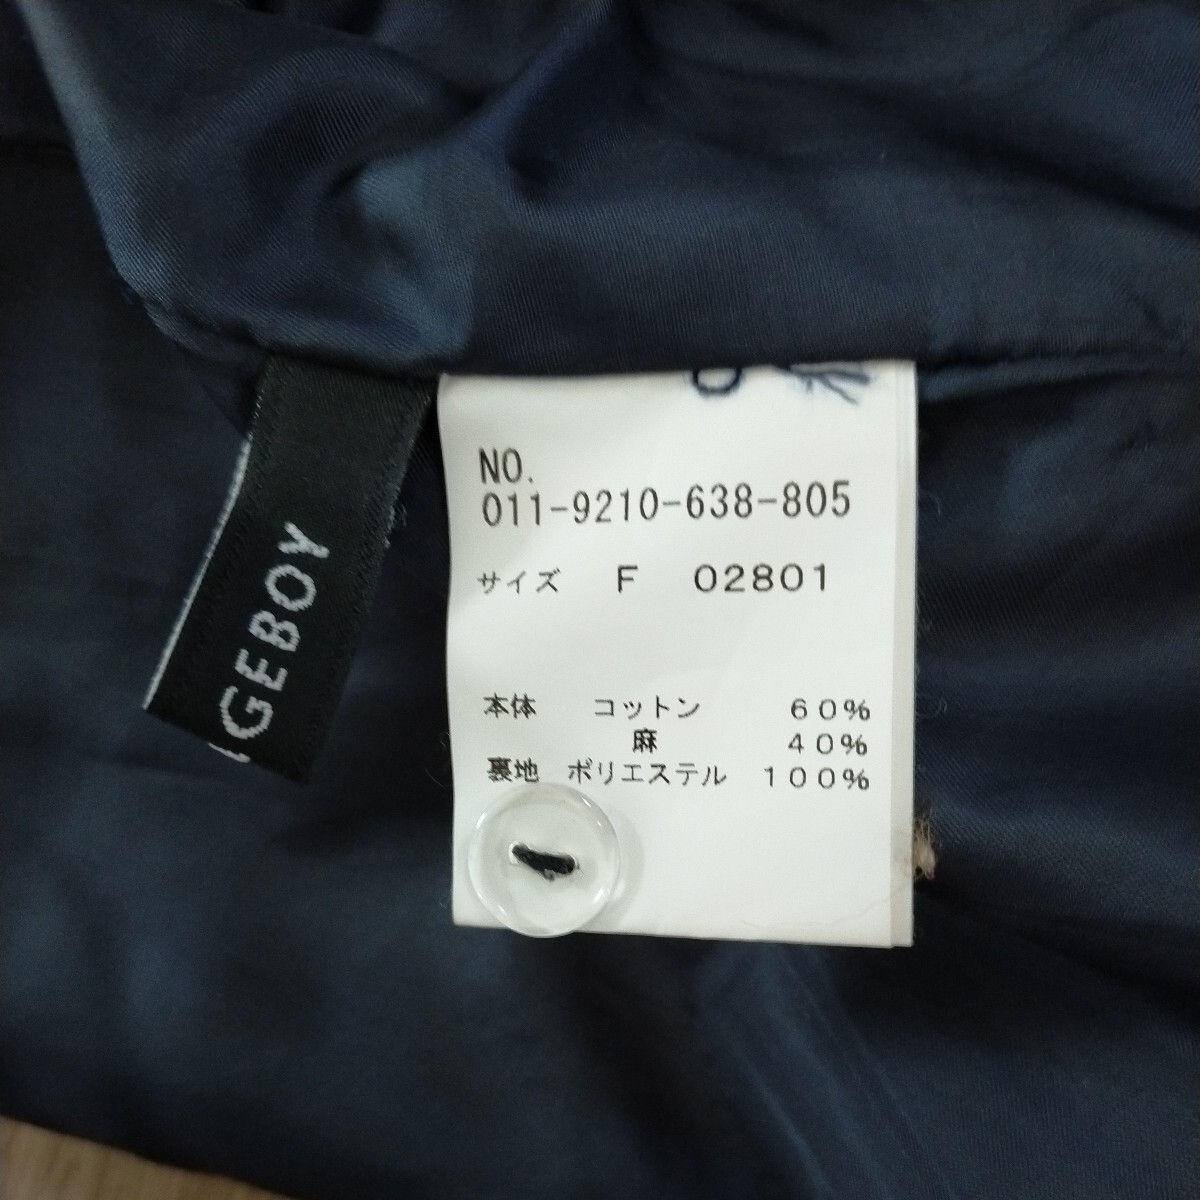 GEBOY
NO.
011-9210-638-805
サイズ F 02801
本体 コットン 60%
麻 40%
裏地 ポリエステル 100%